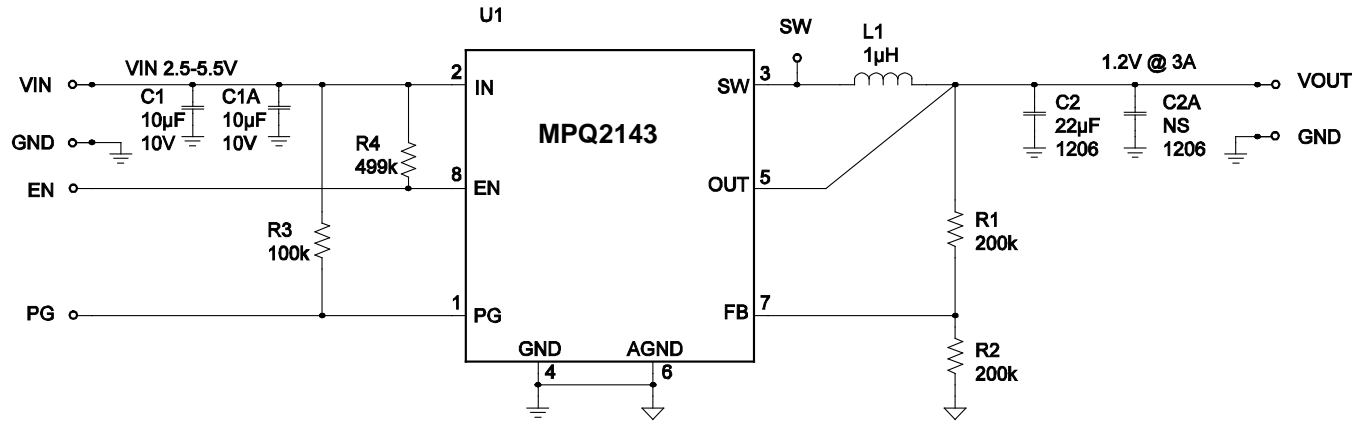 U1
SW
L1
1µH
VIN
VIN 2.5-5.5V
2
IN
SW
3
1.2V @ 3A
VOUT
C1
10µF
10V
C1A
10µF
10V
C2
22µF
1206
C2A
NS
1206
GND
GND
MPQ2143
R4
499k
EN
8
EN
OUT
5
R3
100k
R1
200k
PG
1
PG
FB
7
GND
AGND
4
6
R2
200k